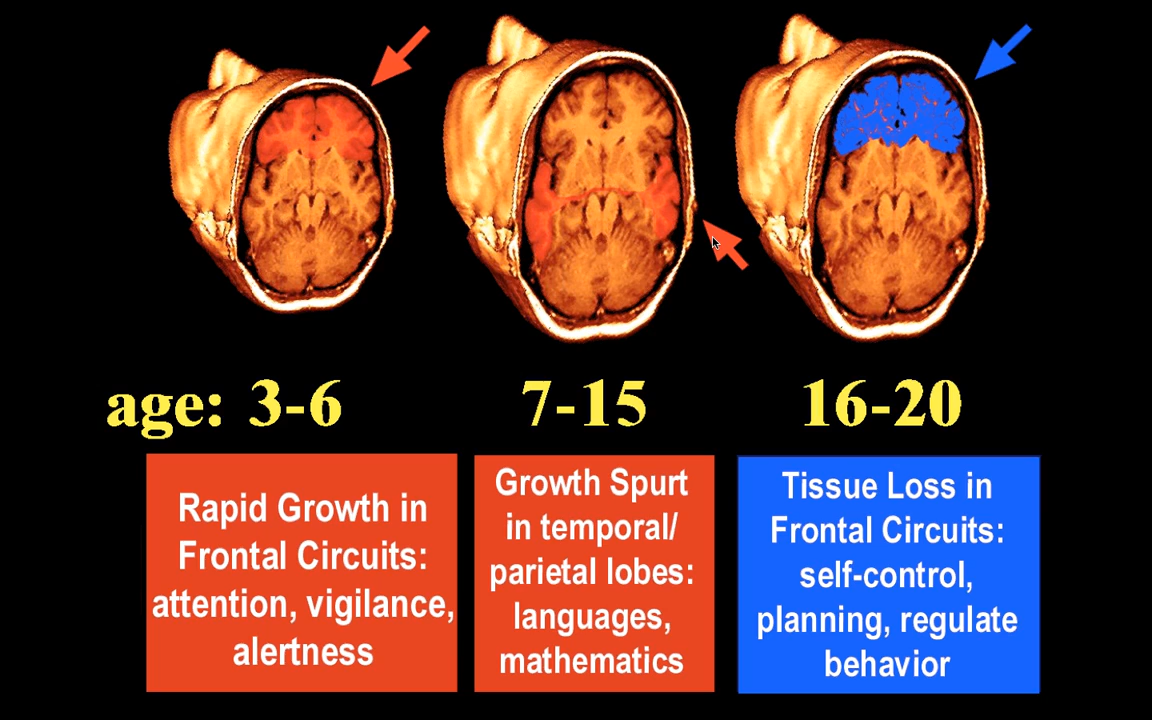 age: 3-6
7-15
16-20
Rapid Growth in
Frontal Circuits:
attention, vigilance,
alertness
Growth Spurt
in temporal/
parietal lobes:
languages,
mathematics
Tissue Loss in
Frontal Circuits:
self-control,
planning, regulate
behavior